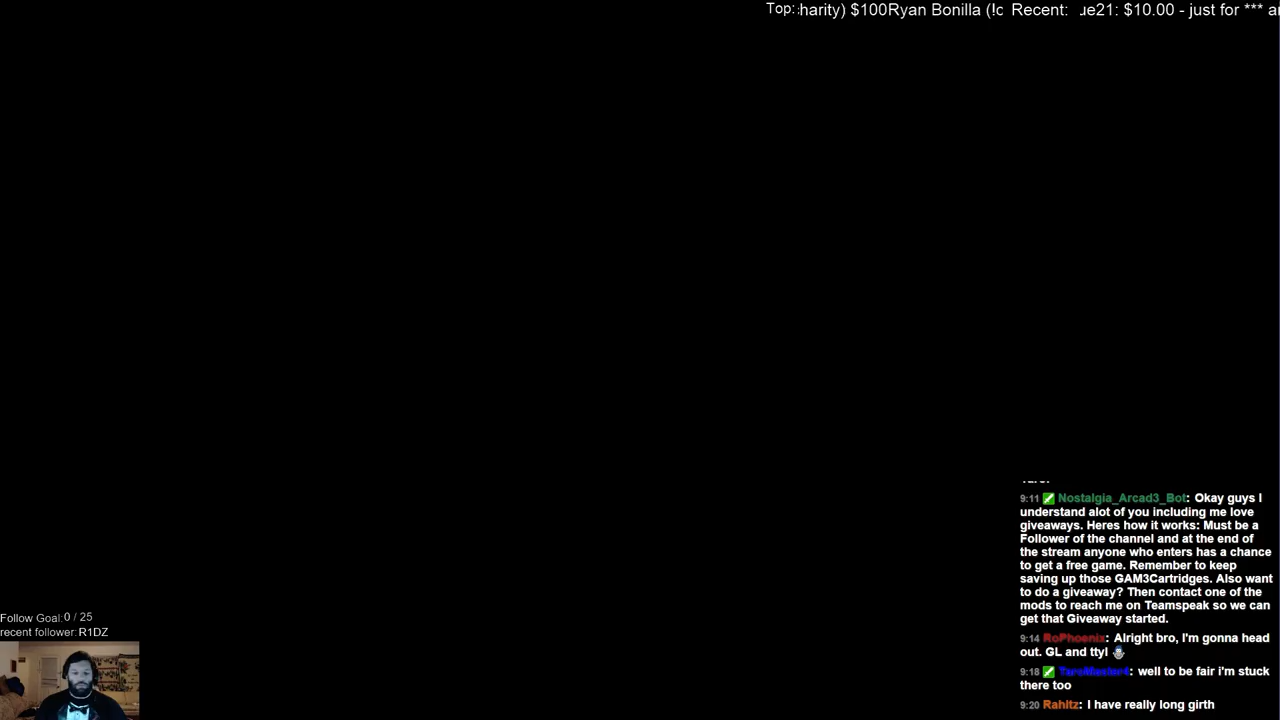 Top: harity) $100Ryan Bonilla (!c Recent: ue21: $10.00 - just for *** a
9:11 Nostalgia_Arcad3_Bot: Okay guys I
understand alot of you including me love
giveaways. Heres how it works: Must be a
Follower of the channel and at the end of
the stream anyone who enters has a chance
to get a free game. Remember to keep
saving up those GAM3Cartridges. Also want
to do a giveaway? Then contact one of the
mods to reach me on Teamspeak so we can
get that Giveaway started.
9:14 RoPhoenix: Alright bro, I'm gonna head
out. GL and ttyl
9:18 : well to be fair i'm stuck
there too
9:20 Rahltz: I have really long girth
Follow Goal:0 / 25
recent follower:R1DZ